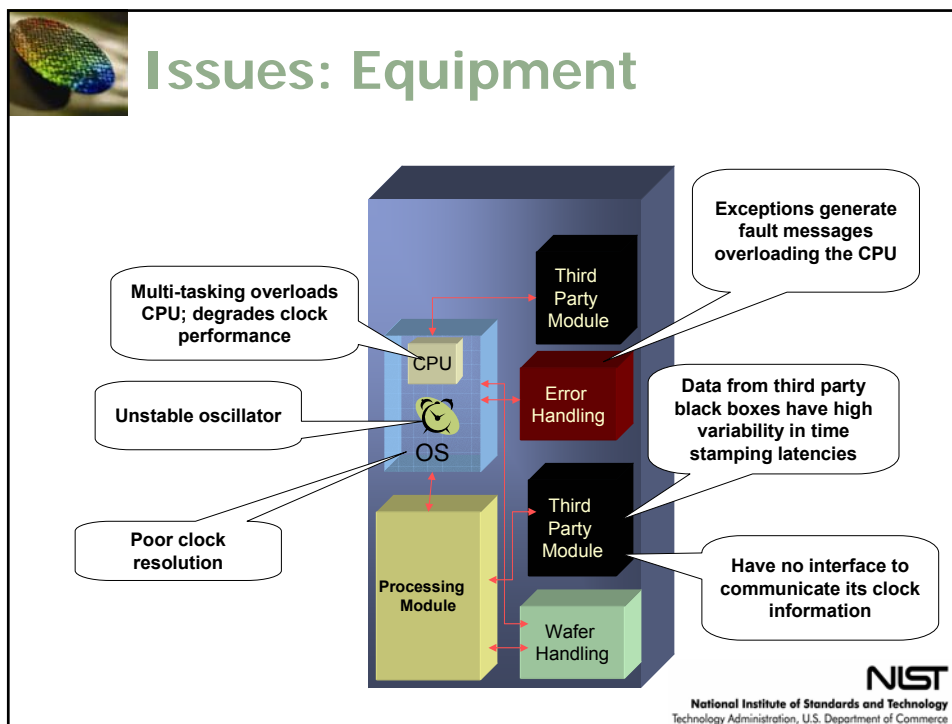 Issues: Equipment
Exceptions generate
fault messages
overloading the CPU
Third
Party
Module
Multi-tasking overloads
CPU; degrades clock
performance
CPU
Error
Handling
Data from third party
black boxes have high
variability in time
stamping latencies
Unstable oscillator
OS
Third
Party
Module
Poor clock
resolution
Have no interface to
communicate its clock
information
Processing
Module
Wafer
Handling
NIST
National Institute of Standards and Technology
Technology Administration, U.S. Department of Commerce